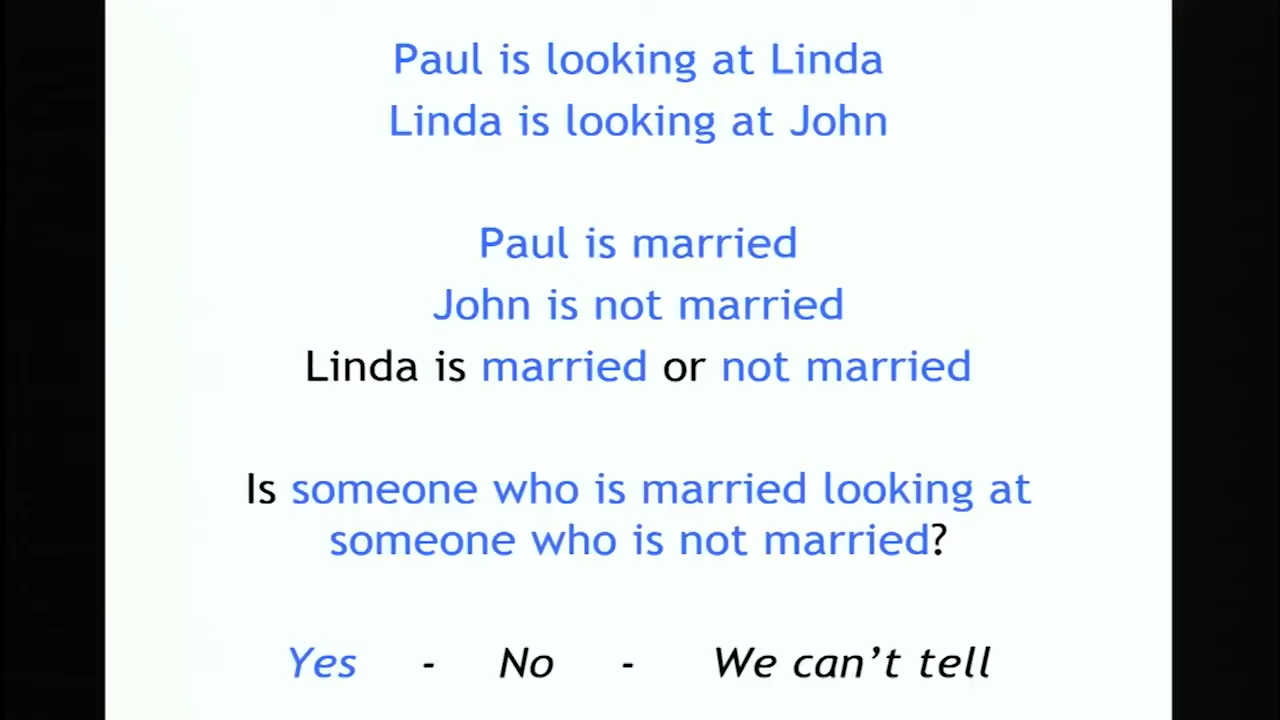 Paul is looking at Linda
Linda is looking at John
Paul is married
John is not married
Linda is married or not married
Is someone who is married looking at
someone who is not married?
Yes - No - We can’t tell